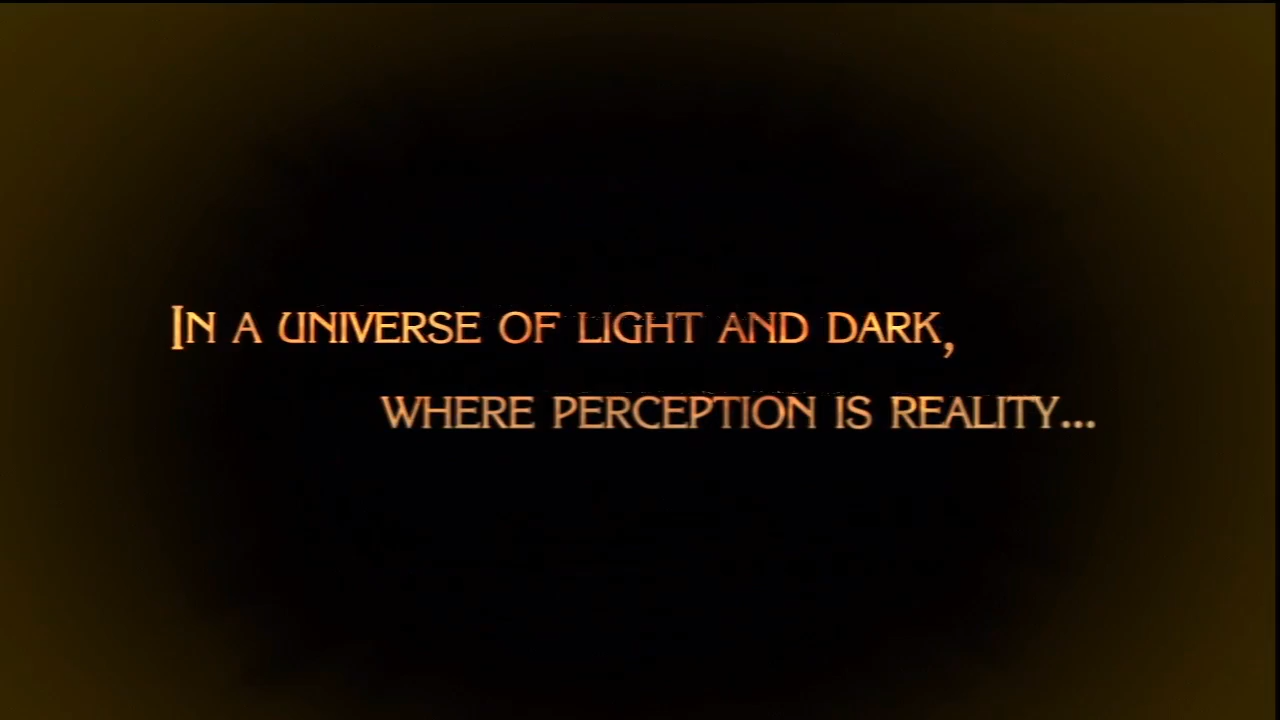 In a universe of light and dark,
where perception is reality...